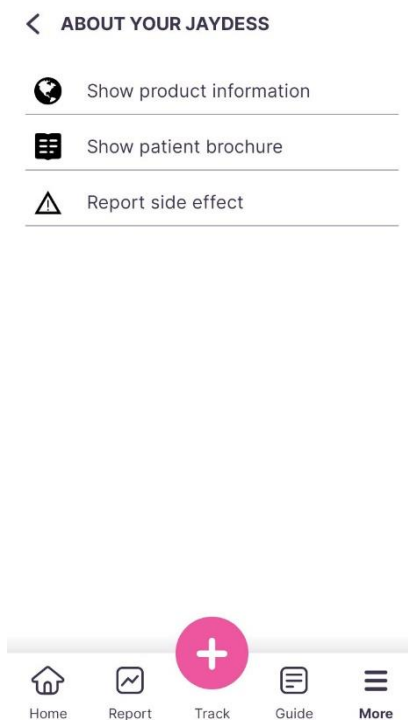 ABOUT YOUR JAYDESS
Show product information
Show patient brochure
Report side effect
Home Report Track Guide More